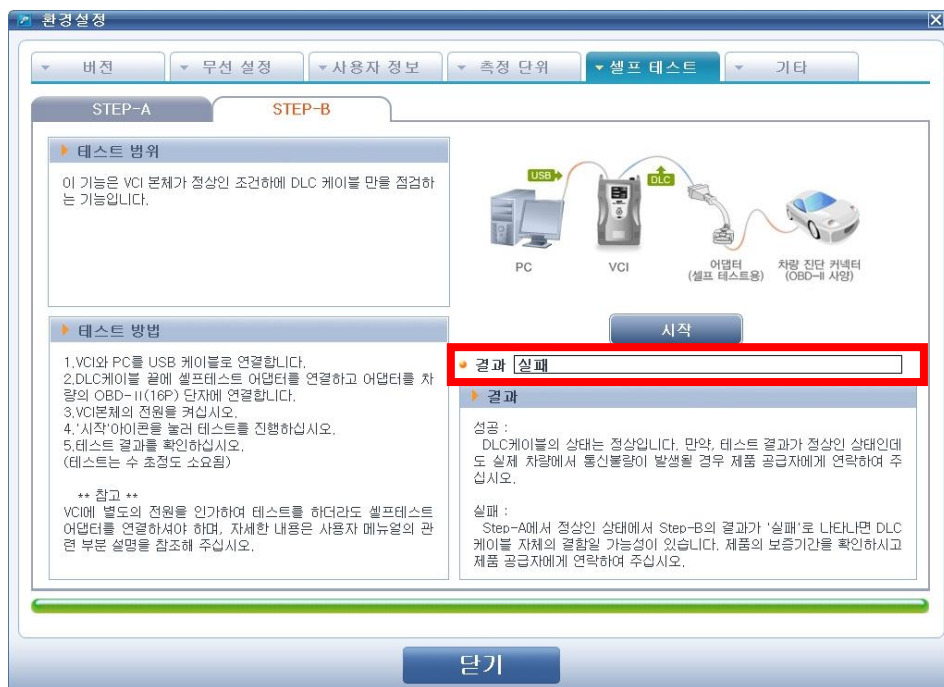 환경설정
버전
무선 설정
사용자 정보
측정 단위
셀프 테스트
기타
STEP-A
STEP-B
테스트 범위
이 기능은 VCI 본체가 정상인 조건하에 DLC 케이블 만을 점검하
는 기능입니다.
USB
DLC
PC
VCI
어댑터
(셀프 테스트용)
차량 진단 커넥터
(OBD-II 사양)
테스트 방법
1.VCI와 PC를 USB 케이블로 연결합니다.
2.DLC케이블 끝에 셀프테스트 어댑터를 연결하고 어댑터를 차
량의 OBD-II(16P) 단자에 연결합니다.
3.VCI본체의 전원을 켜십시오.
4.'시작'아이콘을 눌러 테스트를 진행하십시오.
5.테스트 결과를 확인하십시오.
(테스트는 수 초정도 소요됨)
** 참고 **
VCI에 별도의 전원을 인가하여 테스트를 하더라도 셀프테스트
어댑터를 연결하셔야 하며, 자세한 내용은 사용자 메뉴얼의 관
련 부분 설명을 참조해 주십시오.
시작
결과 실패
결과
성공 :
DLC케이블의 상태는 정상입니다. 만약, 테스트 결과가 정상인 상태인데
도 실제 차량에서 통신불량이 발생될 경우 제품 공급자에게 연락하여 주
십시오.
실패 :
Step-A에서 정상인 상태에서 Step-B의 결과가 '실패'로 나타나면 DLC
케이블 자체의 결함일 가능성이 있습니다. 제품의 보증기간을 확인하시고
제품 공급자에게 연락하여 주십시오.
닫기